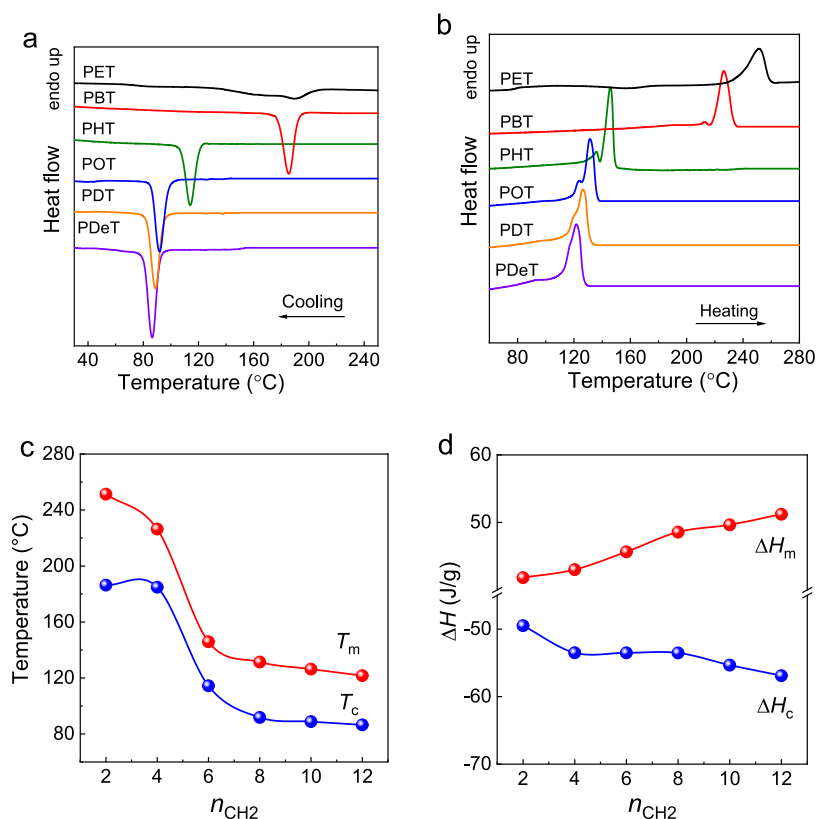 a
endo up
Heat flow
PET
PBT
PHT
POT
PDT
PDeT
Cooling
40 80 120 160 200 240
Temperature (°C)
b
endo up
Heat flow
PET
PBT
PHT
POT
PDT
PDeT
Heating
80 120 160 200 240 280
Temperature (°C)
c
280
240
200
160
120
80
Temperature (°C)
Tm
Tc
2 4 6 8 10 12
nCH2
d
60
50
-50
-60
-70
ΔH (J/g)
ΔHm
ΔHc
2 4 6 8 10 12
nCH2